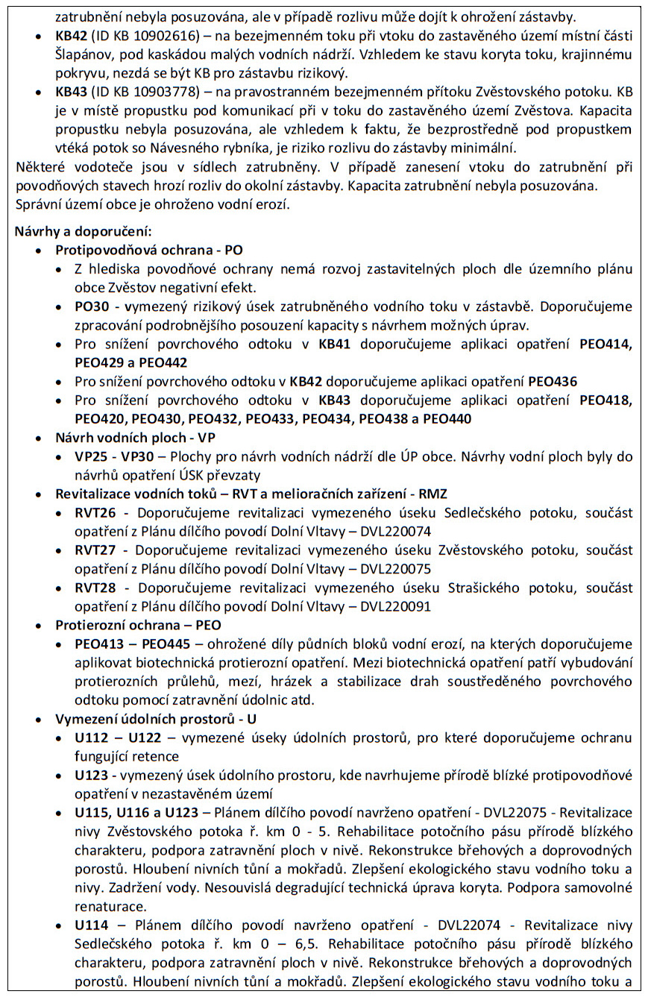 zatrubnění nebyla posuzována, ale v případě rozlivu může dojít k ohrožení zástavby.
• KB42 (ID KB 10902616) – na bezejmenném toku při vtoku do zastavěného území místní části
Šlapánov, pod kaskádou malých vodních nádrží. Vzhledem ke stavu koryta toku, krajinnému
pokryvu, nezdá se být KB pro zástavbu rizikový.
• KB43 (ID KB 10903778) – na pravostranném bezejmenném přítoku Zvěstovského potoku. KB
je v místě propustku pod komunikací při v toku do zastavěného území Zvěstova. Kapacita
propustku nebyla posuzována, ale vzhledem k faktu, že bezprostředně pod propustkem
vtéká potok so Návesného rybníka, je riziko rozlivu do zástavby minimální.
Některé vodoteče jsou v sídlech zatrubněny. V případě zanesení vtoku do zatrubnění při
povodňových stavech hrozí rozliv do okolní zástavby. Kapacita zatrubnění nebyla posuzována.
Správní území obce je ohroženo vodní erozí.
Návrhy a doporučení:
• Protipovodňová ochrana - PO
• Z hlediska povodňové ochrany nemá rozvoj zastavitelných ploch dle územního plánu
obce Zvěstov negativní efekt.
• PO30 - vymezený rizikový úsek zatrubněného vodního toku v zástavbě. Doporučujeme
zpracování podrobnějšího posouzení kapacity s návrhem možných úprav.
• Pro snížení povrchového odtoku v KB41 doporučujeme aplikaci opatření PEO414,
PEO429 a PEO442
• Pro snížení povrchového odtoku v KB42 doporučujeme aplikaci opatření PEO436
• Pro snížení povrchového odtoku v KB43 doporučujeme aplikaci opatření PEO418,
PEO420, PEO430, PEO432, PEO433, PEO434, PEO438 a PEO440
• Návrh vodních ploch - VP
• VP25 - VP30 – Plochy pro návrh vodních nádrží dle ÚP obce. Návrhy vodní ploch byly do
návrhů opatření ÚSK převzaty
• Revitalizace vodních toků – RVT a melioračních zařízení - RMZ
• RVT26 - Doporučujeme revitalizaci vymezeného úseku Sedlečského potoku, součást
opatření z Plánu dílčího povodí Dolní Vltavy – DVL220074
• RVT27 - Doporučujeme revitalizaci vymezeného úseku Zvěstovského potoku, součást
opatření z Plánu dílčího povodí Dolní Vltavy – DVL220075
• RVT28 - Doporučujeme revitalizaci vymezeného úseku Strašického potoku, součást
opatření z Plánu dílčího povodí Dolní Vltavy – DVL220091
• Protierozní ochrana – PEO
• PEO413 – PEO445 – ohrožené díly půdních bloků vodní erozí, na kterých doporučujeme
aplikovat biotechnická protierozní opatření. Mezi biotechnická opatření patří vybudování
protierozních průlehů, mezí, hrázek a stabilizace drah soustředěného povrchového
odtoku pomocí zatravnění údolnic atd.
• Vymezení údolních prostorů - U
• U112 – U122 – vymezené úseky údolních prostorů, pro které doporučujeme ochranu
fungující retence
• U123 - vymezený úsek údolního prostoru, kde navrhujeme přírodě blízké protipovodňové
opatření v nezastavěném území
• U115, U116 a U123 – Plánem dílčího povodí navrženo opatření - DVL22075 - Revitalizace
nivy Zvěstovského potoka ř. km 0 - 5. Rehabilitace potočního pásu přírodě blízkého
charakteru, podpora zatravnění ploch v nivě. Rekonstrukce břehových a doprovodných
porostů. Hloubení nivních tůní a mokřadů. Zlepšení ekologického stavu vodního toku a
nivy. Zadržení vody. Nesouvislá degradující technická úprava koryta. Podpora samovolné
renaturace.
• U114 – Plánem dílčího povodí navrženo opatření - DVL22074 - Revitalizace nivy
Sedlečského potoka ř. km 0 – 6,5. Rehabilitace potočního pásu přírodě blízkého
charakteru, podpora zatravnění ploch v nivě. Rekonstrukce břehových a doprovodných
porostů. Hloubení nivních tůní a mokřadů. Zlepšení ekologického stavu vodního toku a